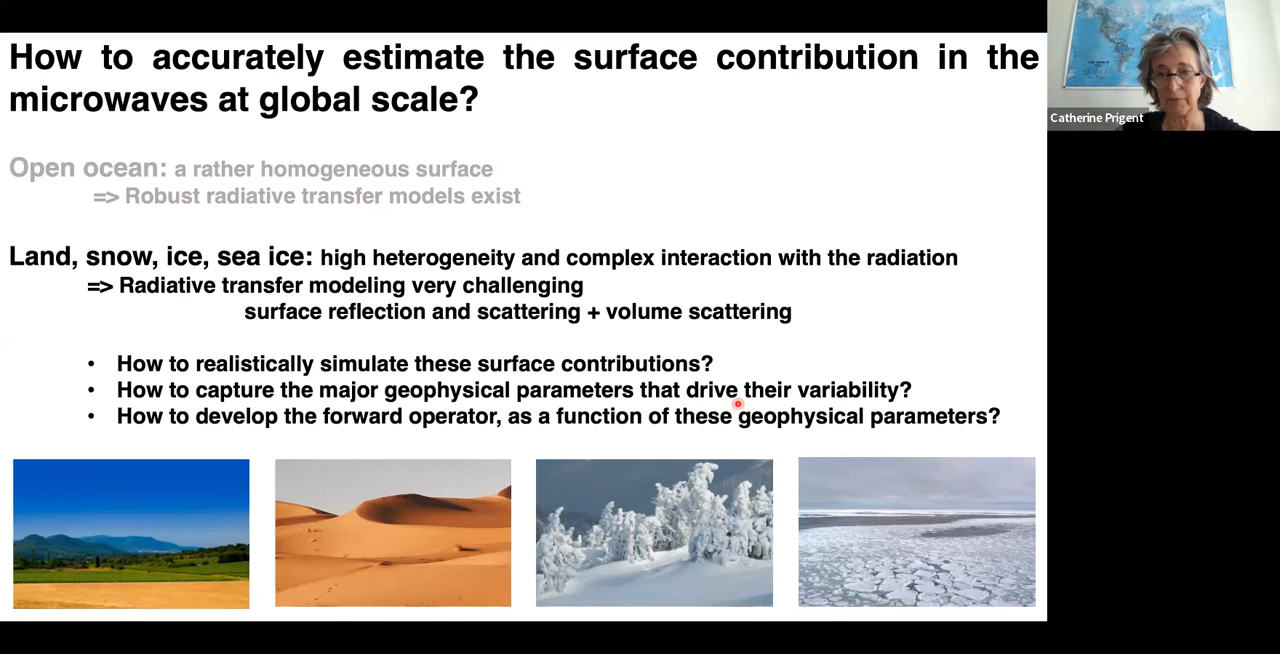 How to accurately estimate the surface contribution in the
microwaves at global scale?
Open ocean: a rather homogeneous surface
=> Robust radiative transfer models exist
Land, snow, ice, sea ice: high heterogeneity and complex interaction with the radiation
=> Radiative transfer modeling very challenging
surface reflection and scattering + volume scattering
• How to realistically simulate these surface contributions?
• How to capture the major geophysical parameters that drive their variability?
• How to develop the forward operator, as a function of these geophysical parameters?
Catherine Prigent